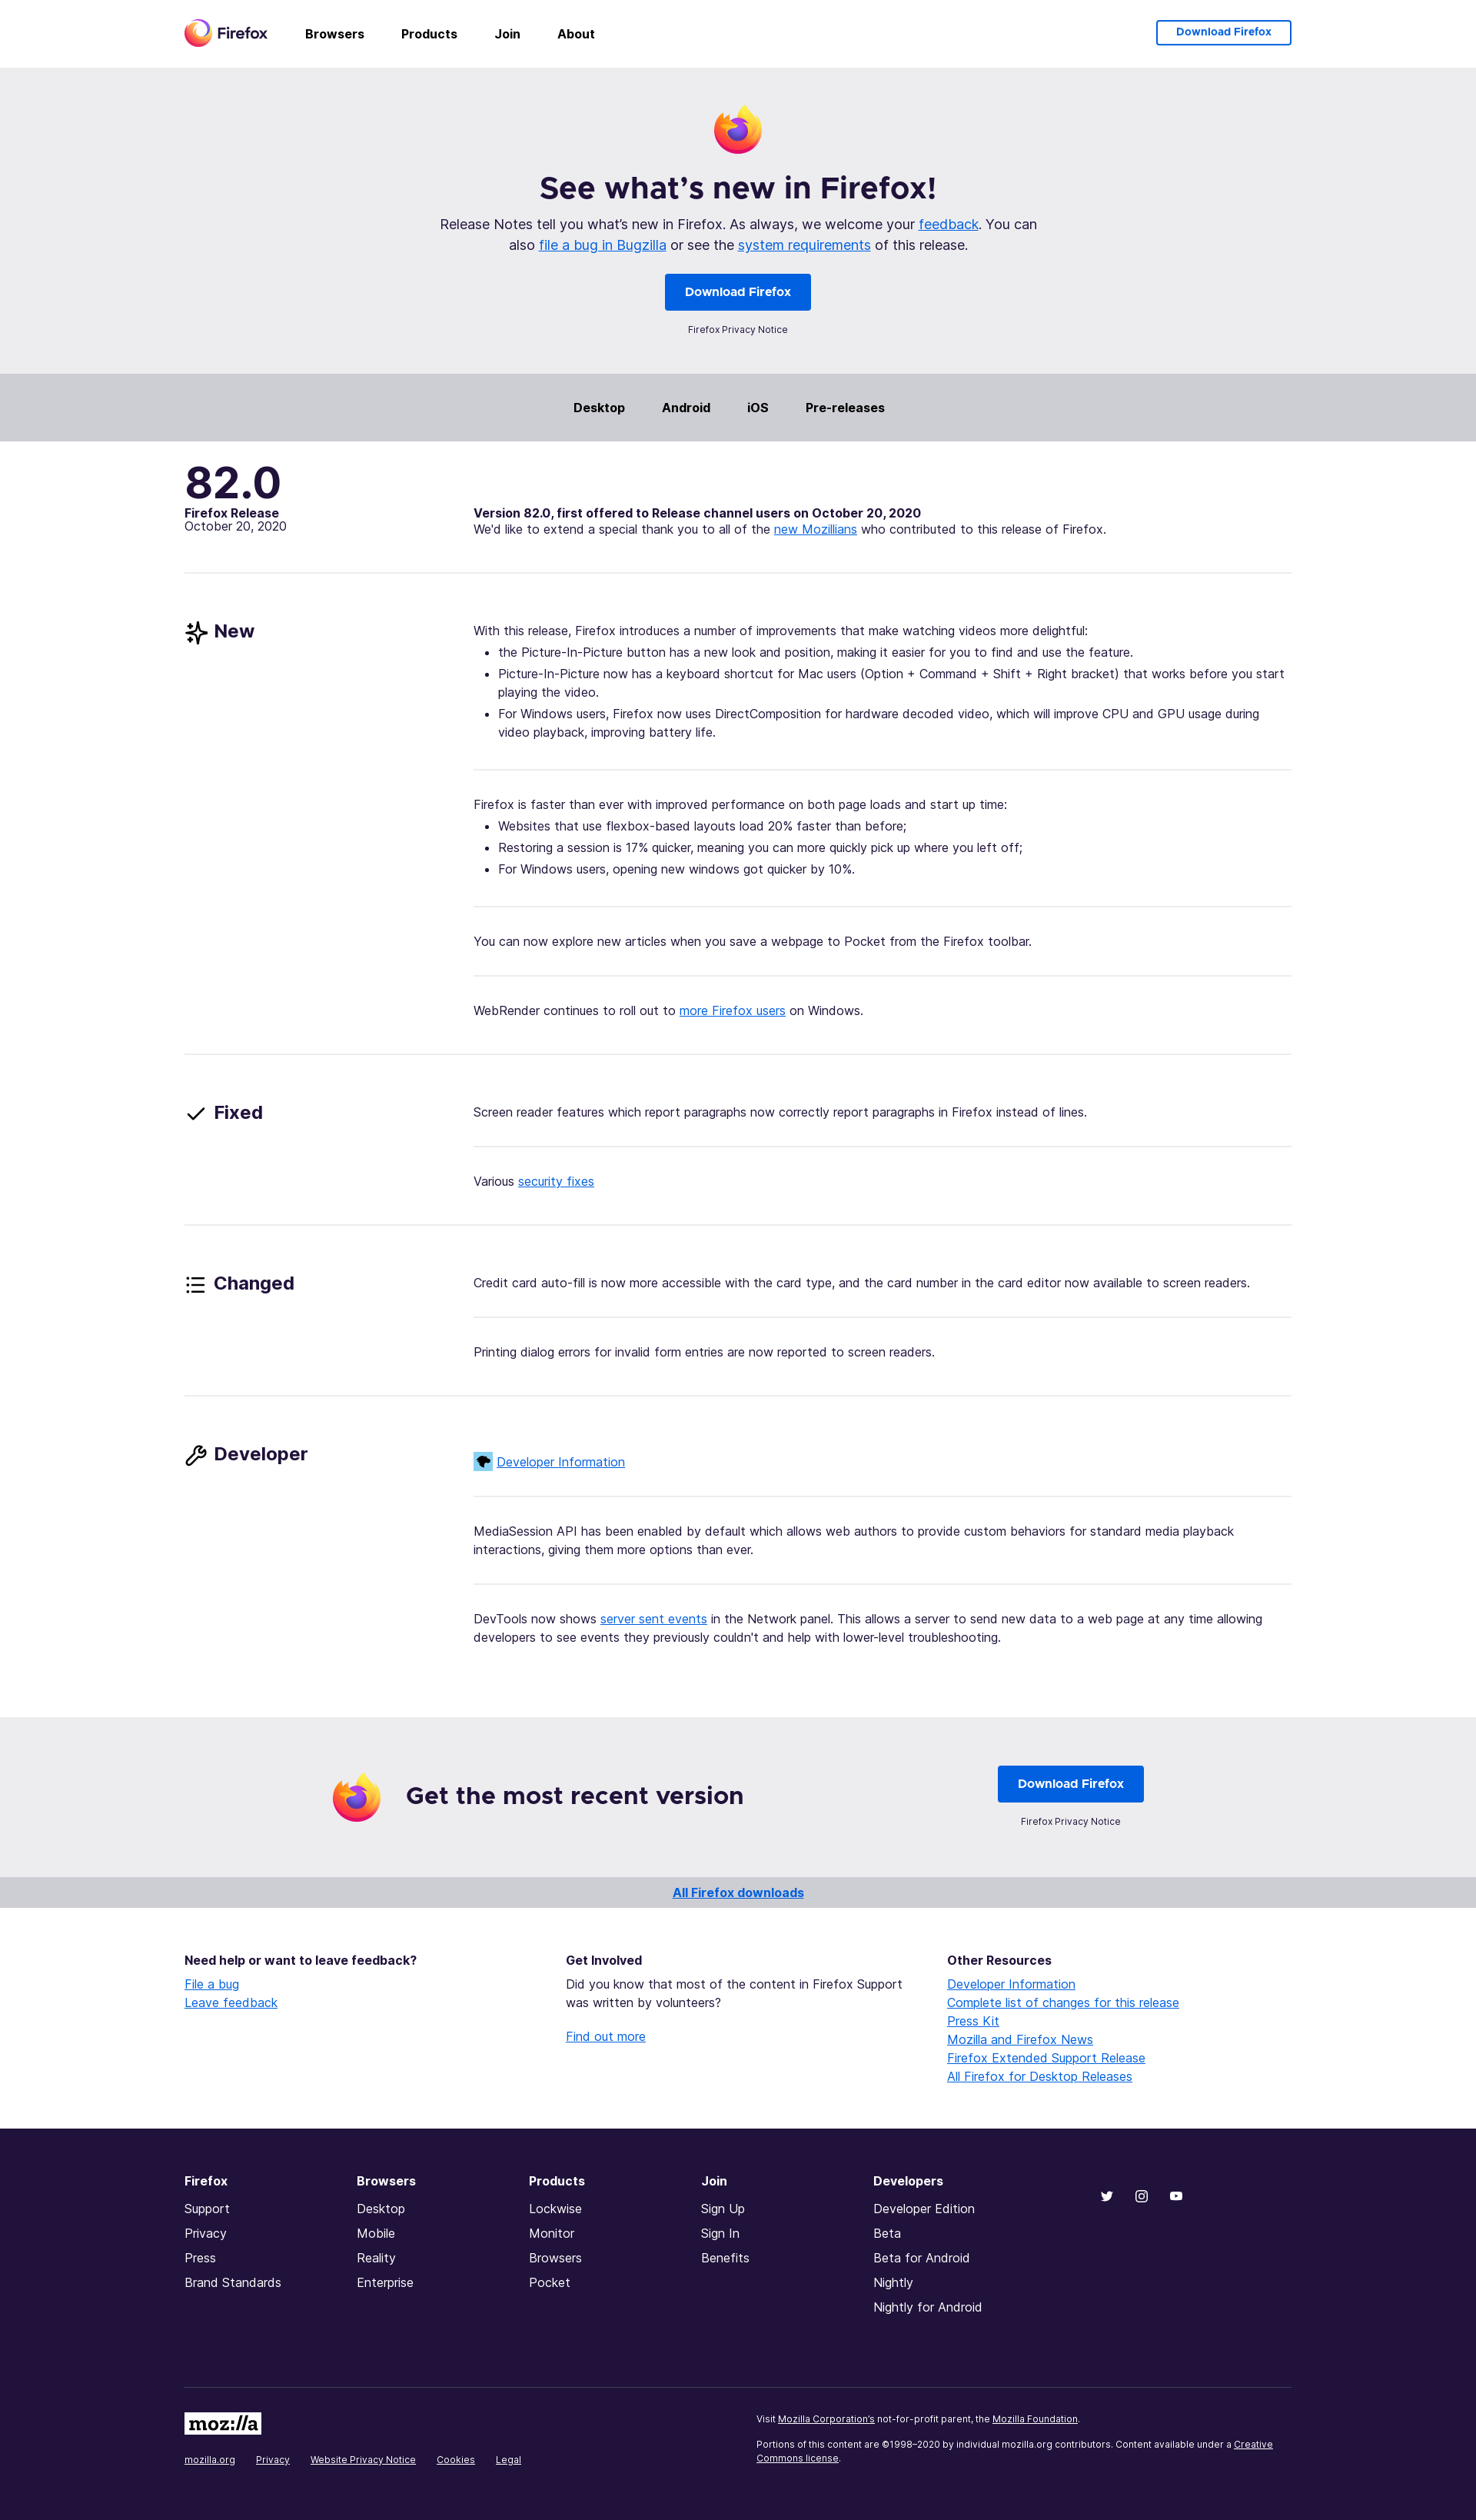 Firefox
Browsers
Products
Join
About
Download Firefox
See what’s new in Firefox!
Release Notes tell you what’s new in Firefox. As always, we welcome your feedback. You can
also file a bug in Bugzilla or see the system requirements of this release.
Download Firefox
Firefox Privacy Notice
Desktop
Android
iOS
Pre-releases
82.0
Firefox Release
October 20, 2020
Version 82.0, first offered to Release channel users on October 20, 2020
We'd like to extend a special thank you to all of the new Mozillians who contributed to this release of Firefox.
New
With this release, Firefox introduces a number of improvements that make watching videos more delightful:
the Picture-In-Picture button has a new look and position, making it easier for you to find and use the feature.
Picture-In-Picture now has a keyboard shortcut for Mac users (Option + Command + Shift + Right bracket) that works before you start
playing the video.
For Windows users, Firefox now uses DirectComposition for hardware decoded video, which will improve CPU and GPU usage during
video playback, improving battery life.
Firefox is faster than ever with improved performance on both page loads and start up time:
Websites that use flexbox-based layouts load 20% faster than before;
Restoring a session is 17% quicker, meaning you can more quickly pick up where you left off;
For Windows users, opening new windows got quicker by 10%.
You can now explore new articles when you save a webpage to Pocket from the Firefox toolbar.
WebRender continues to roll out to more Firefox users on Windows.
Fixed
Screen reader features which report paragraphs now correctly report paragraphs in Firefox instead of lines.
Various security fixes
Changed
Credit card auto-fill is now more accessible with the card type, and the card number in the card editor now available to screen readers.
Printing dialog errors for invalid form entries are now reported to screen readers.
Developer
Developer Information
MediaSession API has been enabled by default which allows web authors to provide custom behaviors for standard media playback
interactions, giving them more options than ever.
DevTools now shows server sent events in the Network panel. This allows a server to send new data to a web page at any time allowing
developers to see events they previously couldn't and help with lower-level troubleshooting.
Get the most recent version
Download Firefox
Firefox Privacy Notice
All Firefox downloads
Need help or want to leave feedback?
File a bug
Leave feedback
Get Involved
Did you know that most of the content in Firefox Support
was written by volunteers?
Find out more
Other Resources
Developer Information
Complete list of changes for this release
Press Kit
Mozilla and Firefox News
Firefox Extended Support Release
All Firefox for Desktop Releases
Firefox
Support
Privacy
Press
Brand Standards
Browsers
Desktop
Mobile
Reality
Enterprise
Products
Lockwise
Monitor
Browsers
Pocket
Join
Sign Up
Sign In
Benefits
Developers
Developer Edition
Beta
Beta for Android
Nightly
Nightly for Android
moz://a
mozilla.org
Privacy
Website Privacy Notice
Cookies
Legal
Visit Mozilla Corporation’s not-for-profit parent, the Mozilla Foundation.
Portions of this content are ©1998–2020 by individual mozilla.org contributors. Content available under a Creative
Commons license.